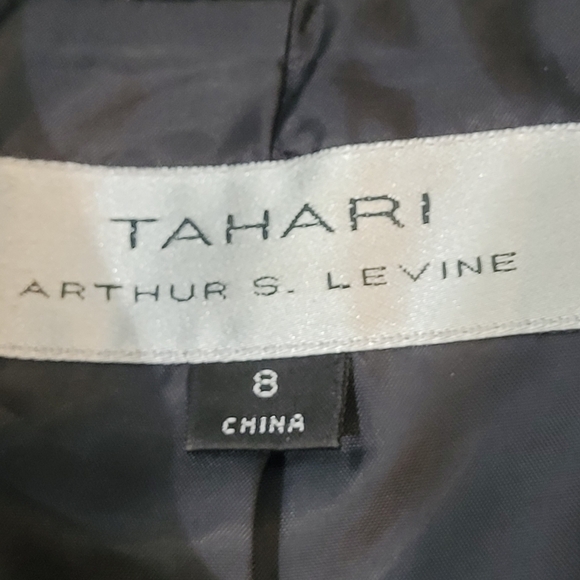 TAHARI
ARTHUR S. LEVINE
8
CHINA